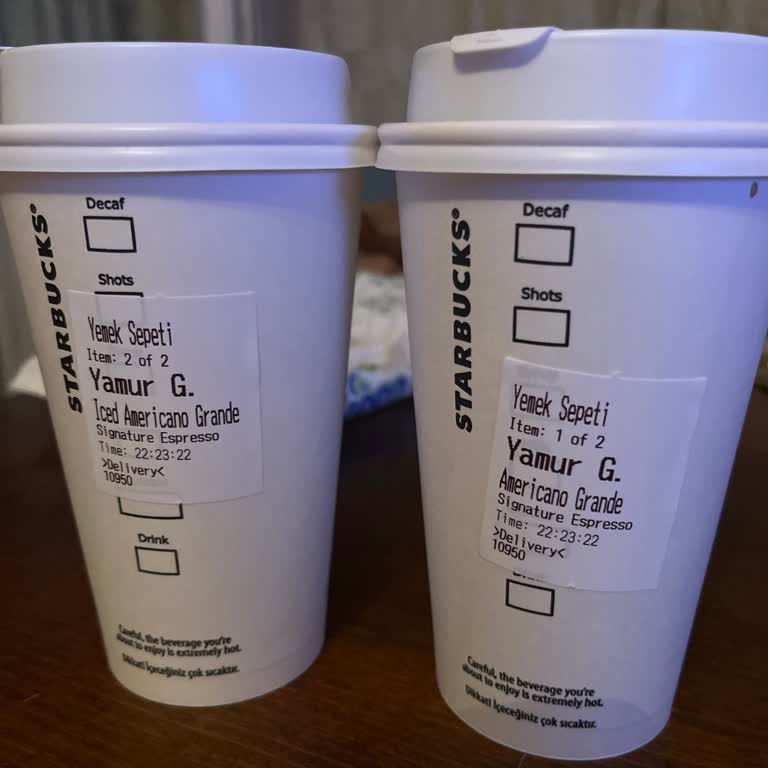 STARBUCKS®
Decaf
Shots
Yemek Sepeti
Item: 2 of 2
Yamur G.
Iced Americano Grande
Signature Espresso
Time: 22:23:22
>Delivery<
10950
Drink
Careful, the beverage you're
about to enjoy is extremely hot.
Dikkat! İçeceğiniz çok sıcaktır.
STARBUCKS®
Decaf
Shots
Yemek Sepeti
Item: 1 of 2
Yamur G.
Americano Grande
Signature Espresso
Time: 22:23:22
>Delivery<
10950
Careful, the beverage you're
about to enjoy is extremely hot.
Dikkat! İçeceğiniz çok sıcaktır.